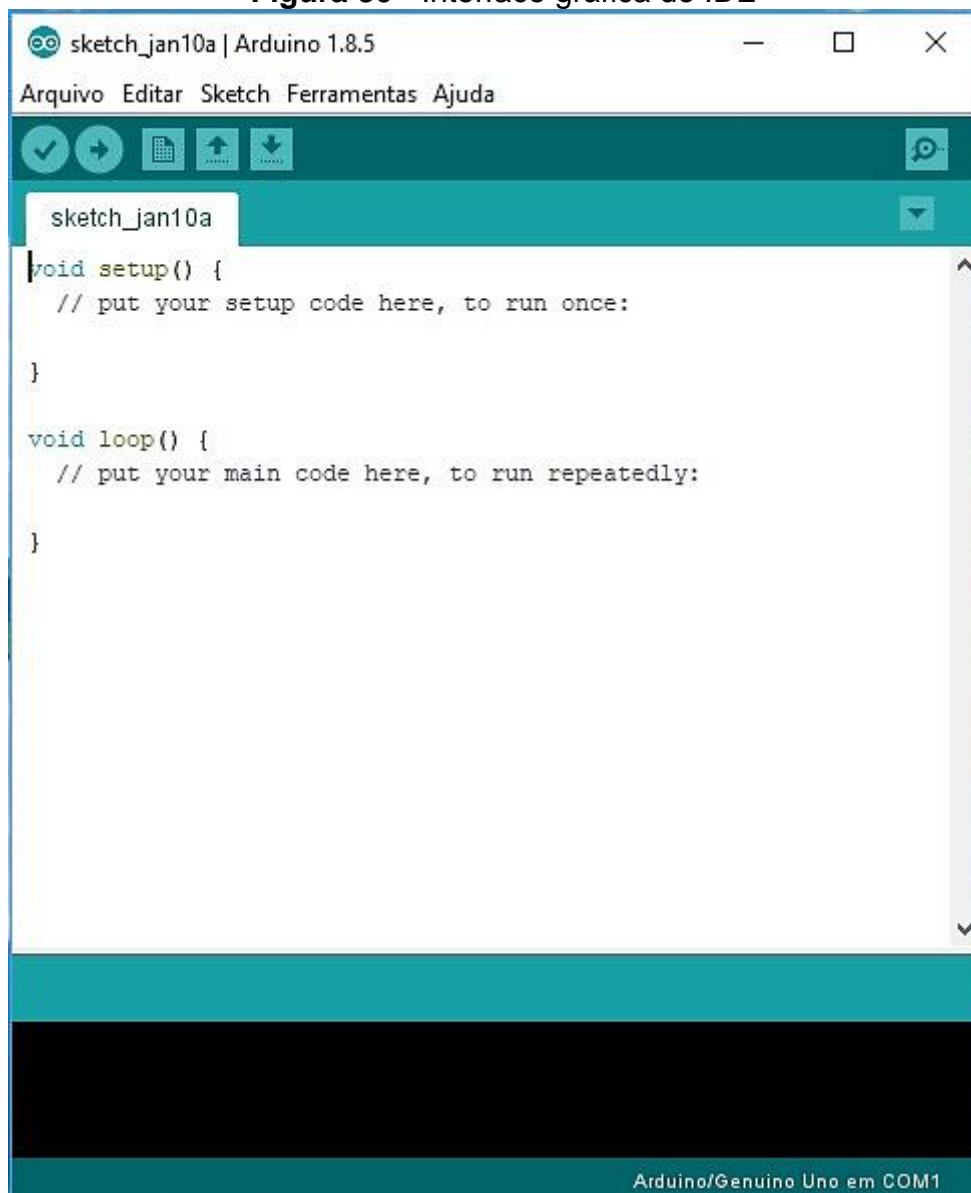 sketch_jan10a | Arduino 1.8.5
Arquivo Editar Sketch Ferramentas Ajuda
sketch_jan10a
void setup() {
// put your setup code here, to run once:
}
void loop() {
// put your main code here, to run repeatedly:
}
Arduino/Genuino Uno em COM1